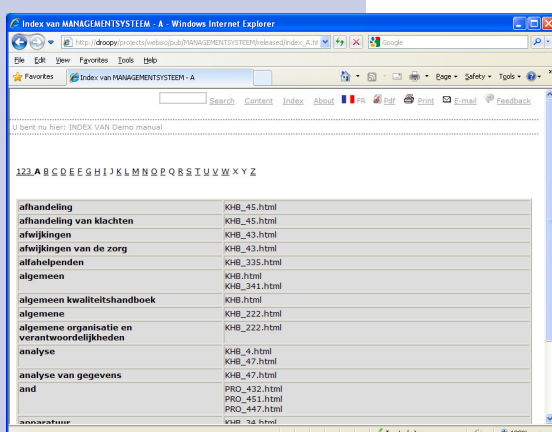 Index van MANAGEMENTSYSTEEM - A - Windows Internet Explorer
http://droopy/projects/webiso/pub/MANAGEMENTSYSTEEM/released/index_A.ht
Google
File Edit View Favorites Tools Help
Favorites Index van MANAGEMENTSYSTEEM - A Page Safety Tools
Search Content Index About FR Pdf Print E-mail Feedback
U bent nu hier: INDEX VAN Demo manual
123 A B C D E F G H I J K L M N O P Q R S T U V W X Y Z
afhandeling KHB_45.html
afhandeling van klachten KHB_45.html
afwijkingen KHB_43.html
afwijkingen van de zorg KHB_43.html
alfahelpenden KHB_335.html
algemeen KHB.html
KHB_341.html
algemeen kwaliteitshandboek KHB.html
algemene KHB_222.html
algemene organisatie en KHB_222.html
verantwoordelijkheden
analyse KHB_4.html
KHB_47.html
analyse van gegevens KHB_47.html
and PRO_432.html
PRO_451.html
PRO_447.html
apparatuur KHB_34.html